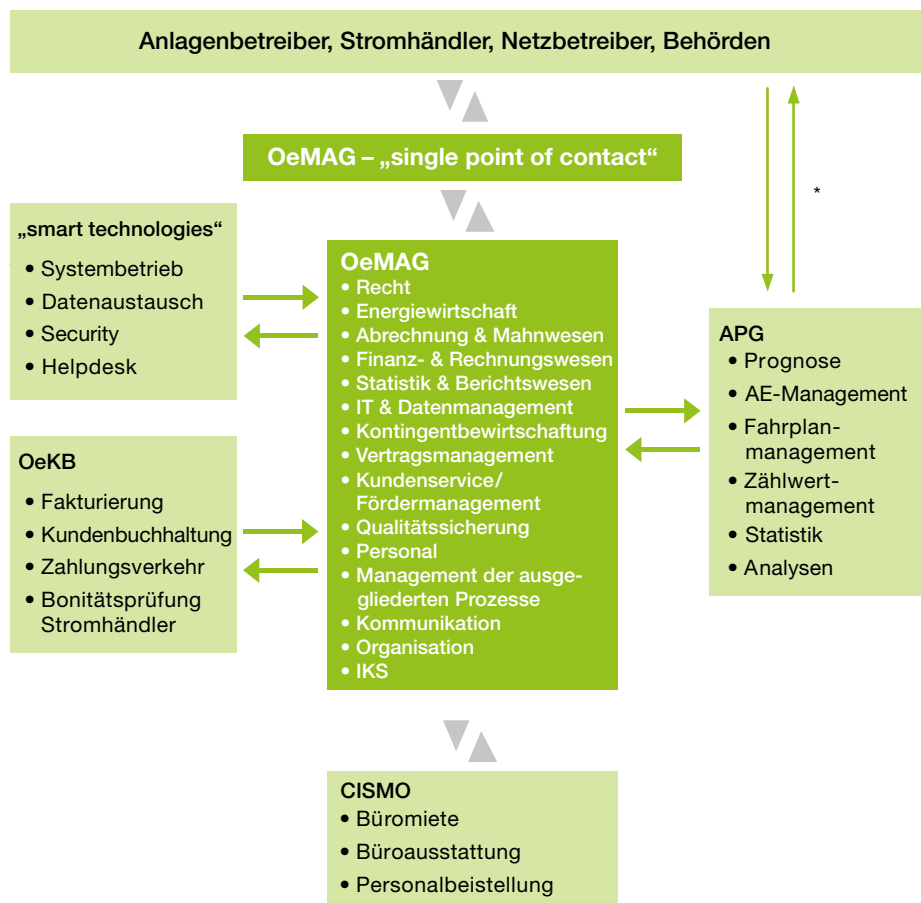 Anlagenbetreiber, Stromhändler, Netzbetreiber, Behörden
OeMAG – „single point of contact“
*
„smart technologies“
• Systembetrieb
• Datenaustausch
• Security
• Helpdesk
OeKB
• Fakturierung
• Kundenbuchhaltung
• Zahlungsverkehr
• Bonitätsprüfung
Stromhändler
OeMAG
• Recht
• Energiewirtschaft
• Abrechnung & Mahnwesen
• Finanz- & Rechnungswesen
• Statistik & Berichtswesen
• IT & Datenmanagement
• Kontingentbewirtschaftung
• Vertragsmanagement
• Kundenservice/
Fördermanagement
• Qualitätssicherung
• Personal
• Management der ausge-
gliederten Prozesse
• Kommunikation
• Organisation
• IKS
APG
• Prognose
• AE-Management
• Fahrplan-
management
• Zählwert-
management
• Statistik
• Analysen
CISMO
• Büromiete
• Büroausstattung
• Personalbeistellung